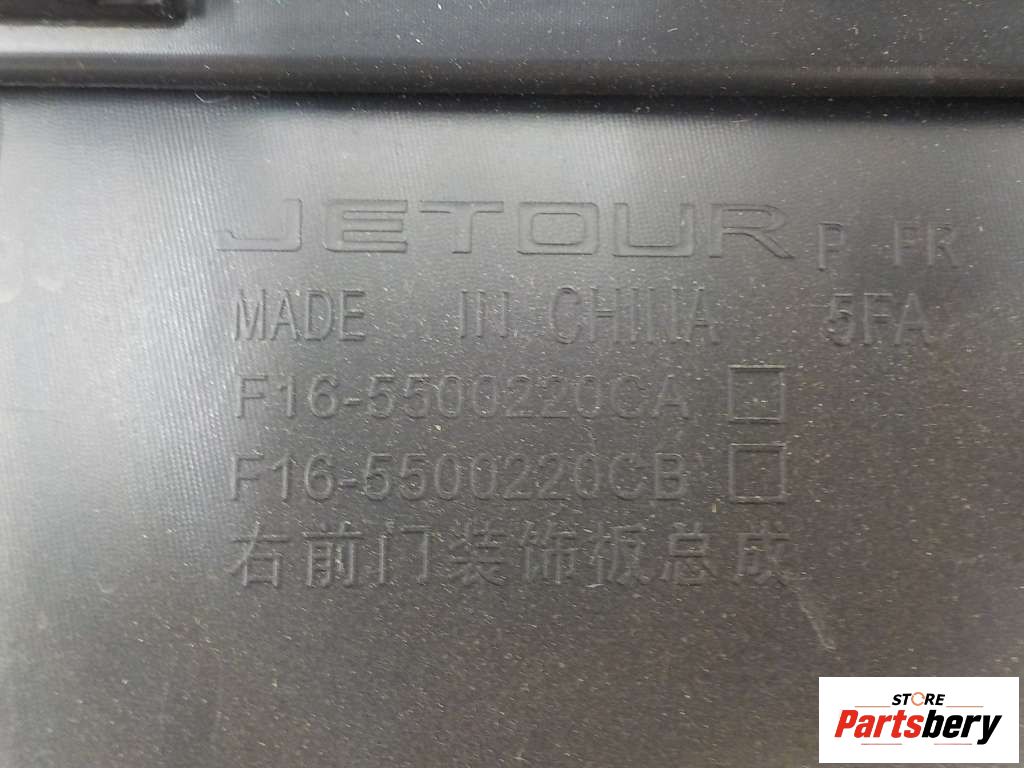 JETOUR P FR
MADE IN CHINA 5FA
F16-5500220CA
F16-5500220CB
右前门装饰板总成
STORE
Partsbery